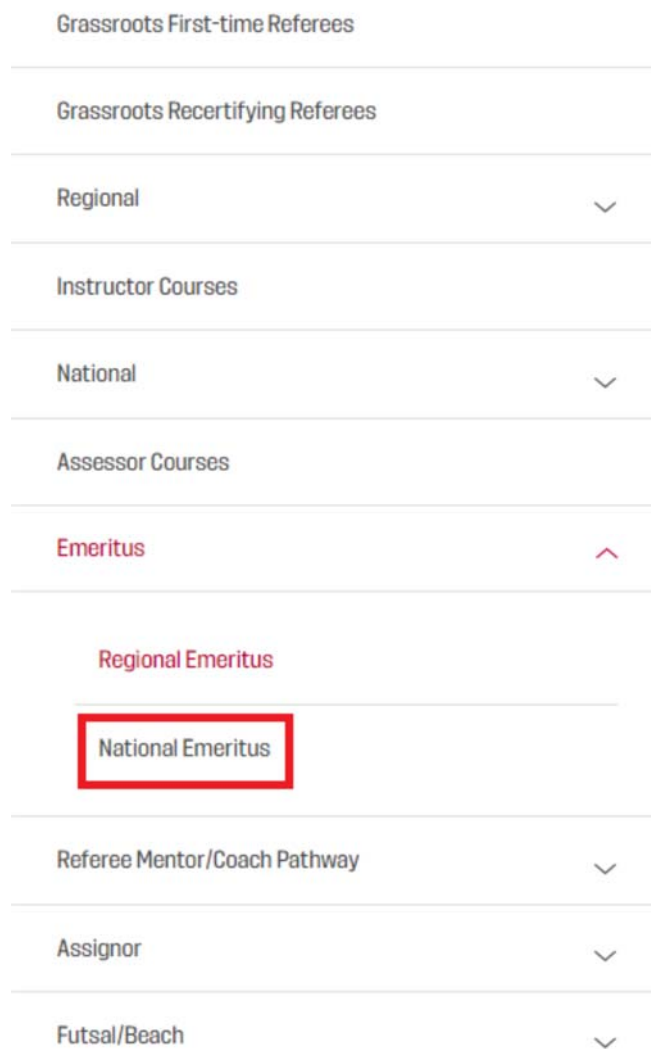 Grassroots First-time Referees
Grassroots Recertifying Referees
Regional
Instructor Courses
National
Assessor Courses
Emeritus
Regional Emeritus
National Emeritus
Referee Mentor/Coach Pathway
Assignor
Futsal/Beach